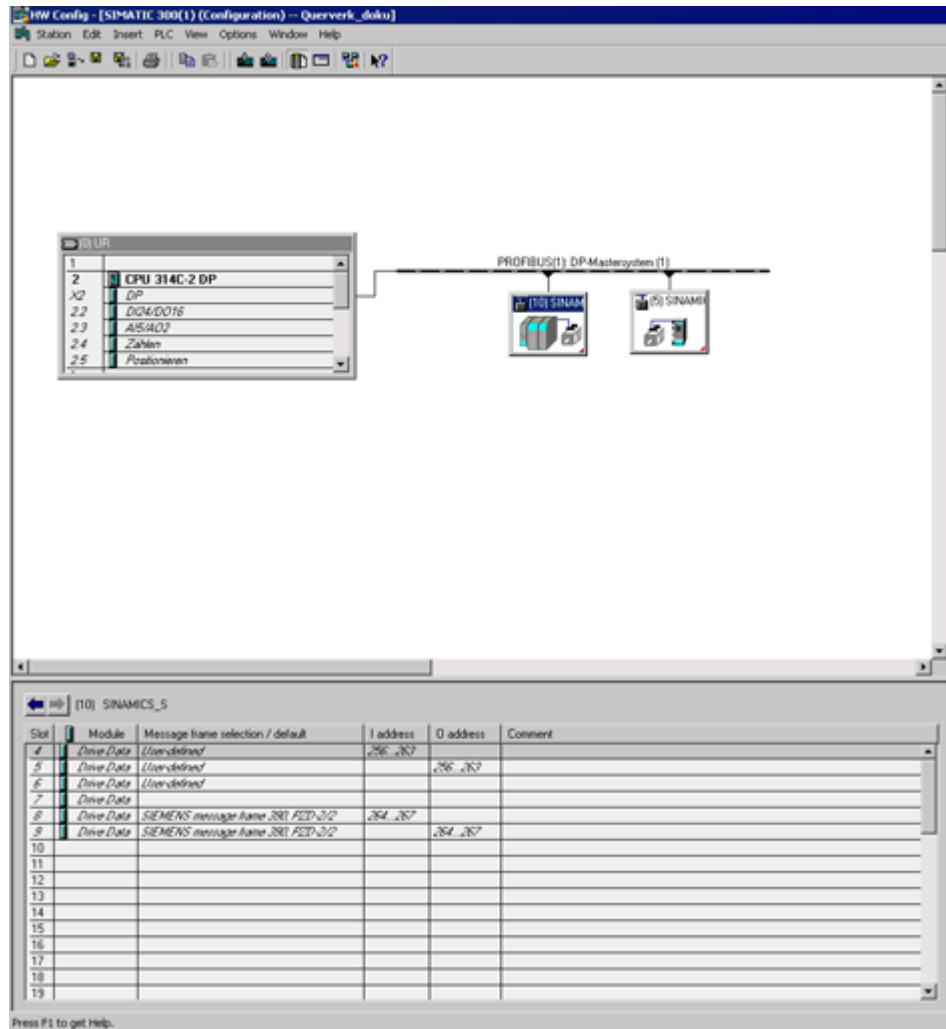 HW Config - [SIMATIC 300(1) (Configuration) -- Querverk_doku]
Station Edit Insert PLC View Options Window Help
(0) UR
1
2 CPU 314C-2 DP
X2 DP
2.2 DI24/DO16
2.3 AI5/AO2
2.4 Zählen
2.5 Positionieren
PROFIBUS(1): DP-Mastersystem (1)
(10) SINAM
(5) SINAMI
(10) SINAMICS_S
Slot Module Message frame selection / default I address O address Comment
4 Drive Data User-defined 256...263
5 Drive Data User-defined 256...263
6 Drive Data User-defined
7 Drive Data
8 Drive Data SIEMENS message frame 390, PZD-2/2 264...267
9 Drive Data SIEMENS message frame 390, PZD-2/2 264...267
10
11
12
13
14
15
16
17
18
19
Press F1 to get Help.